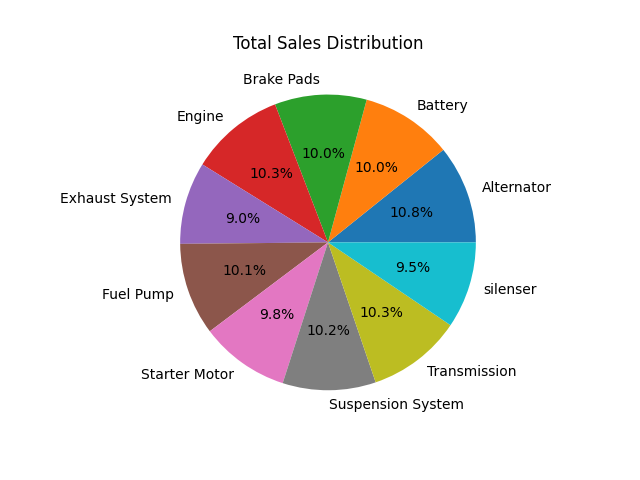 Total Sales Distribution
Brake Pads
Battery
Engine
Alternator
Exhaust System
Fuel Pump
Starter Motor
Suspension System
Transmission
silenser
10.0%
10.0%
10.3%
10.8%
9.0%
10.1%
9.8%
10.2%
10.3%
9.5%